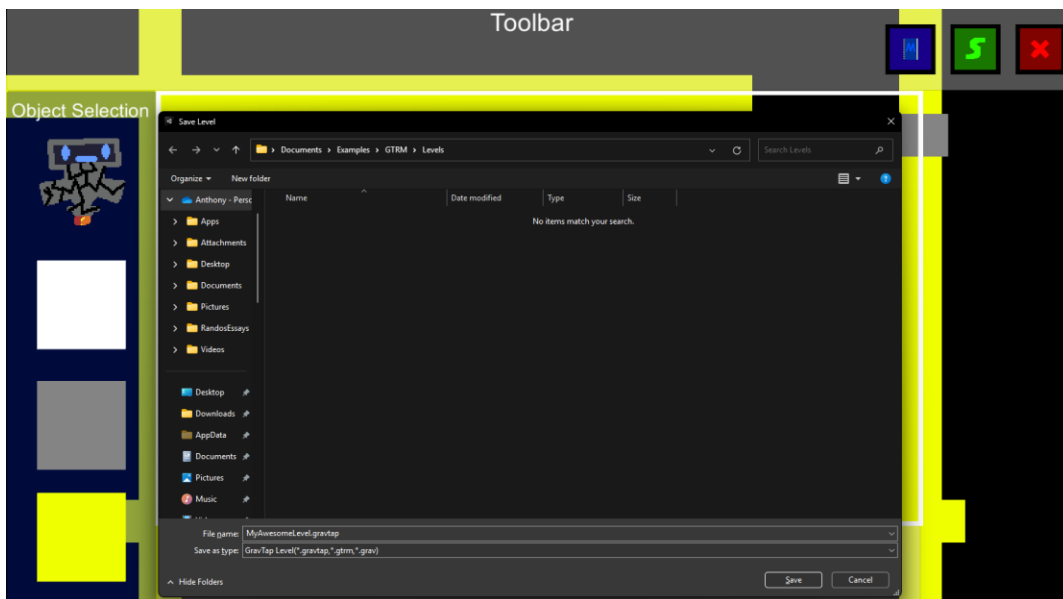 Toolbar
M S
Object Selection
Save Level
Documents > Examples > GTRM > Levels
Search Levels
Organize New folder
Name Date modified Type Size
No items match your search.
Anthony - Persc
Apps
Attachments
Desktop
Documents
Pictures
RandosEssays
Videos
Desktop
Downloads
AppData
Documents
Pictures
Music
File name: MyAwesomeLevel.gravtap
Save as type: GravTap Level(*.gravtap,*.gtrm,*.grav)
Hide Folders Save Cancel